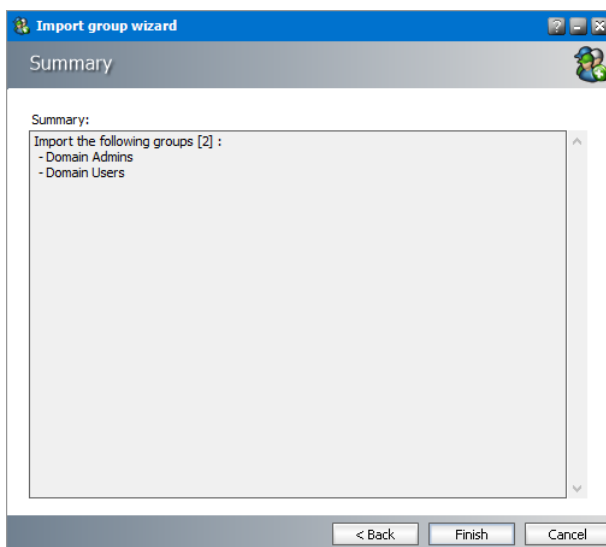 Import group wizard
Summary
Summary:
Import the following groups [2] :
- Domain Admins
- Domain Users
< Back
Finish
Cancel